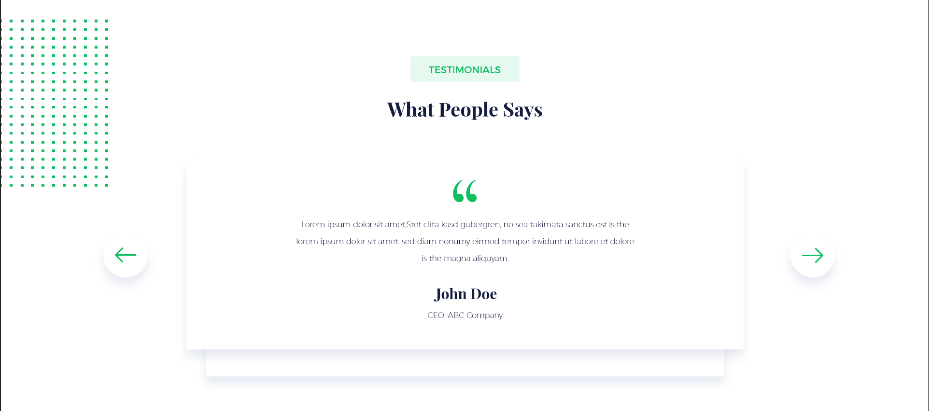 TESTIMONIALS
What People Says
“
Lorem ipsum dolor sit amet,Stet clita kasd gubergren, no sea takimata sanctus est is the
lorem ipsum dolor sit amet. sed diam nonumy eirmod tempor invidunt ut labore et dolore
is the magna aliquyam.
John Doe
CEO. ABC Company